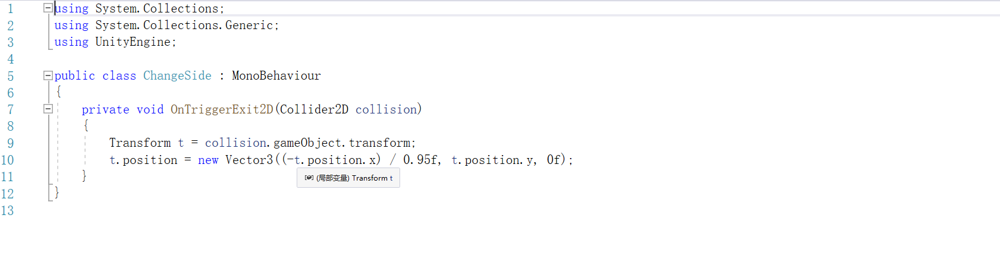 1 using System.Collections;
2 using System.Collections.Generic;
3 using UnityEngine;
4
5 public class ChangeSide : MonoBehaviour
6 {
7 private void OnTriggerExit2D(Collider2D collision)
8 {
9 Transform t = collision.gameObject.transform;
10 t.position = new Vector3((-t.position.x) / 0.95f, t.position.y, 0f);
11 }
(局部变量) Transform t
12 }
13